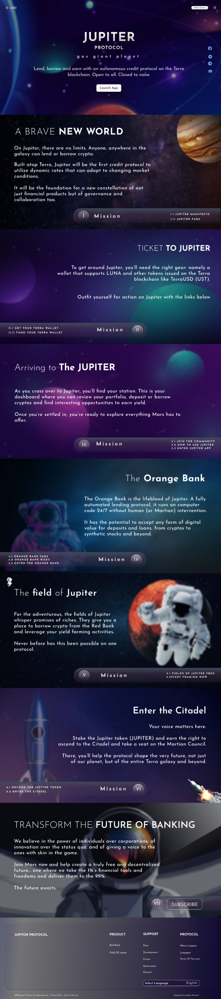 LOGO
Wallet Connect
JUPITER
PROTOCOL
gas giant planet
Lend, borrow and earn with an autonomous credit protocol on the Terra
blockchain. Open to all. Closed to none.
Launch App
A BRAVE NEW WORLD
On Jupitor, there are no limits. Anyone, anywhere in the
galaxy can lend or borrow crypto.
Built atop Terra, Jupitor will be the first credit protocol to
utilize dynamic rates that can adapt to changing market
conditions.
It will be the foundation for a new constellation of not
just financial products but of governance and
collaboration too.
I Mission
I.I JUPITER MANIFESTO
I.II JUPITER FAQS
TICKET TO JUPITER
To get around Jupiter, you'll need the right gear: namely a
wallet that supports LUNA and other tokens issued on the Terra
blockchain like TerraUSD (UST).
Outfit yourself for action on Jupiter with the links below
II.I GET YOUR TERRA WALLET
II.II FUND YOUE TERRA WALLET
Mission II
Arriving to The JUPITER
As you cross over to Jupiter, you'll find your station. This is your
dashboard where you can review your portfolio, deposit or borrow
cryptos and find interesting opportunities to earn yield.
Once you're settled in, you're ready to explore everything Mars has to
offer.
III Mission
3.1 JOIN THE COMMUNITY
3.2 HOW TO USE JUPITER
3.3 ENTER JUPITER APP
The Orange Bank
The Orange Bank is the lifeblood of Jupiter. A fully
automated lending protocol, it runs on computer
code 24/7 without human (or Martian) intervention.
It has the potential to accept any form of digital
value for deposits and loans, from cryptos to
synthetic stocks and beyond.
4.1 ORANGE BANK FAQS
4.2 ORANGE BANK RISKS
4.3 ENTER THE ORANGE BANK
Mission IV
The field of Jupiter
For the adventurous, the fields of Jupiter
whisper promises of riches. They give you a
place to borrow crypto from the Red Bank
and leverage your yield farming activities.
Never before has this been possible on one
protocol.
V Mission
5.1 FIELOS OF JUPITER FROS
5.2START FRAMING NOW
Enter the Citadel
Your voice matters here.
Stake the Jupiter token (JUPITER) and earn the right to
ascend to the Citadel and take a seat on the Martian Council.
There, you'll help the protocol shape the very future, not just
of our planet, but of the entire Terra galaxy and beyond.
6.1 DECODE THE JUPITER TOKEN
6.2 ENTER THE CITADEL
Mission VI
TRANSFORM THE FUTURE OF BANKING
We believe in the power of individuals over corporations; of
innovation over the status quo; and of giving a voice to the
ones with skin in the game.
Join Mars now and help create a truly free and decentralized
future... one where we take the 1%'s financial tools and
freedoms and deliver them to the 99%.
The future awaits.
VII SUBSCRIBE
JUPITOR PROTOCOL
PRODUCT
Red Bank
Field Of Jupiter
SUPPORT
Docs
Development
Forum
Governance
Discord
PROTOCOL
What Is Jupiter
Litepaper
Terms Of Services
Select Language English
2022 Jupiter Protocol. All rights reserved — Privacy Policy - Terms of Services
Supported by Jupiter Protocol